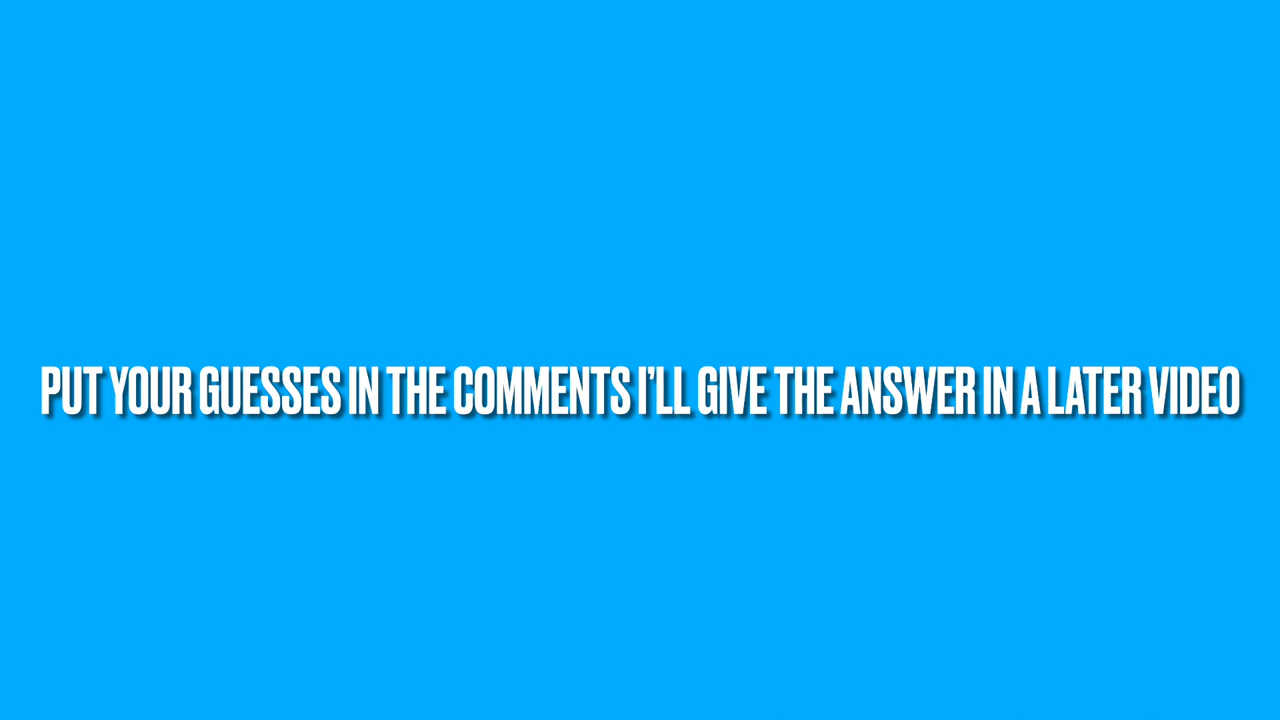 PUT YOUR GUESSES IN THE COMMENTS I'LL GIVE THE ANSWER IN A LATER VIDEO